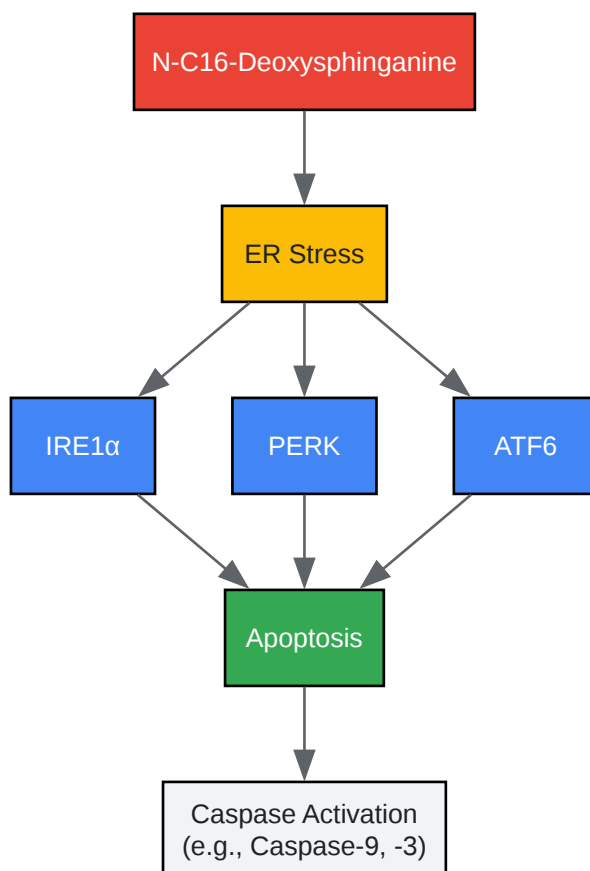 N-C16-Deoxysphinganine
ER Stress
IRE1α
PERK
ATF6
Apoptosis
Caspase Activation
(e.g., Caspase-9, -3)